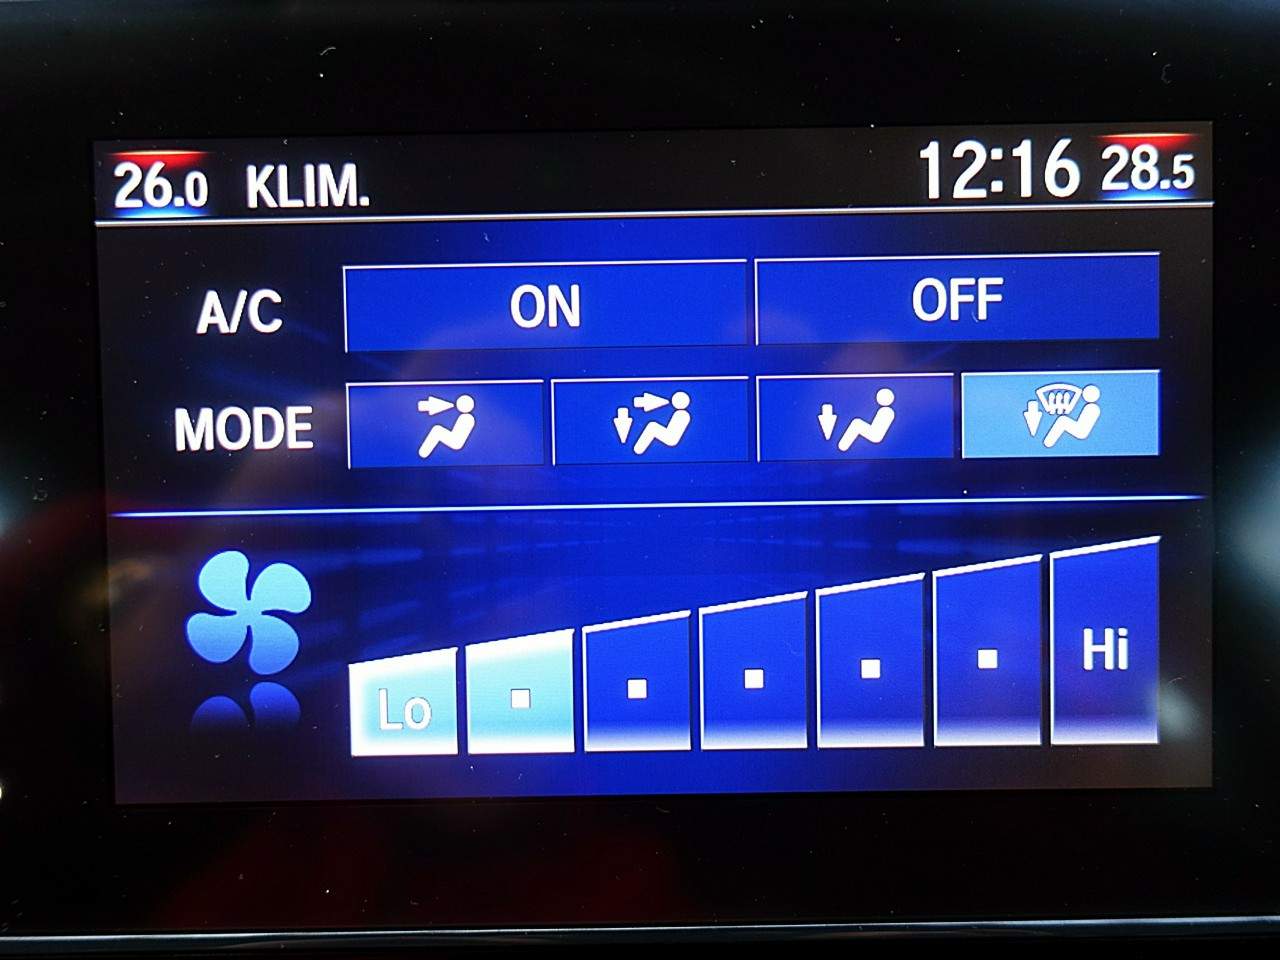 26.0 KLIM. 12:16 28.5
A/C ON OFF
MODE
Lo Hi